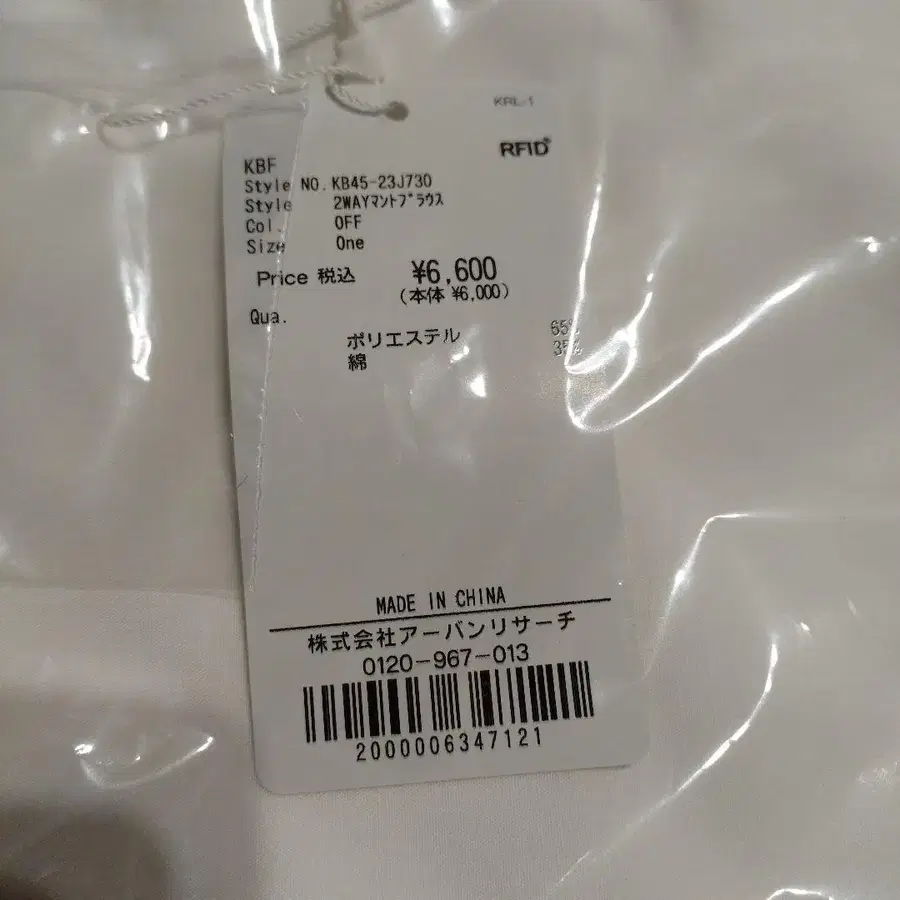 KRL-1
RFID
KBF
Style NO. KB45-23J730
Style 2WAYマントブラウス
Col. OFF
Size One
Price 税込 ¥6,600
(本体 ¥6,000)
Qua.
ポリエステル 65%
綿 35%
MADE IN CHINA
株式会社アーバンリサーチ
0120-967-013
2000006347121